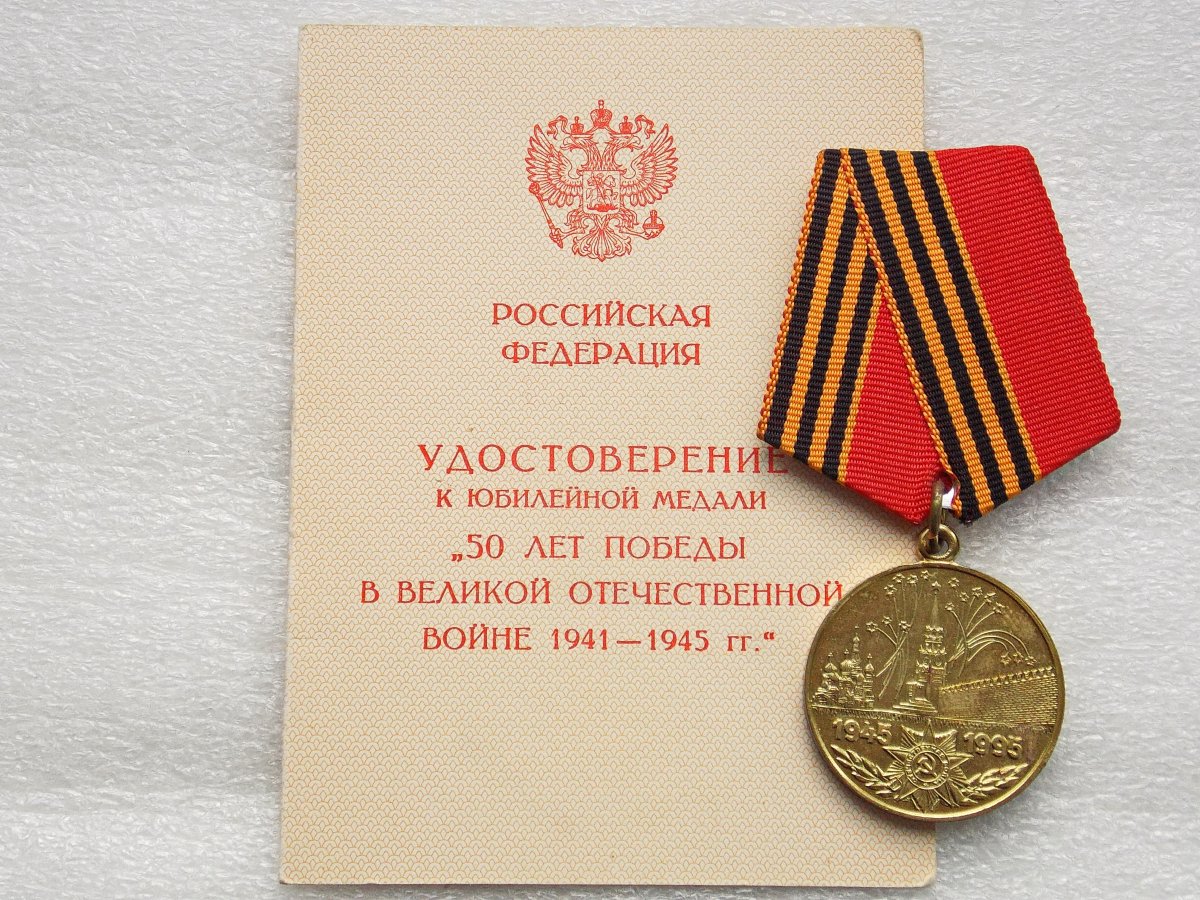 РОССИЙСКАЯ
ФЕДЕРАЦИЯ
УДОСТОВЕРЕНИЕ
К ЮБИЛЕЙНОЙ МЕДАЛИ
„50 ЛЕТ ПОБЕДЫ
В ВЕЛИКОЙ ОТЕЧЕСТВЕННОЙ
ВОЙНЕ 1941—1945 гг.“
1945 1995